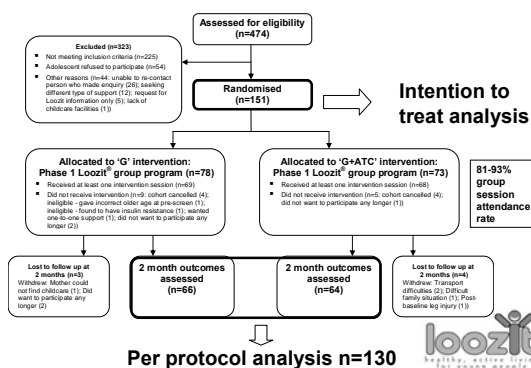 Assessed for eligibility
(n=474)
Excluded (n=323)
• Not meeting inclusion criteria (n=225)
• Adolescent refused to participate (n=54)
• Other reasons (n=44: unable to re-contact
person who made enquiry (26); seeking
different type of support (12); request for
Loozit information only (5); lack of
childcare facilities (1))
Randomised
(n=151)
Intention to
treat analysis
Allocated to ‘G’ intervention:
Phase 1 Loozit® group program (n=78)
• Received at least one intervention session (n=69)
• Did not receive intervention (n=9: cohort cancelled (4);
ineligible - gave incorrect older age at pre-screen (1);
ineligible - found to have insulin resistance (1); wanted
one-to-one support (1); did not want to participate any
longer (2))
Allocated to ‘G+ATC’ intervention:
Phase 1 Loozit® group program (n=73)
• Received at least one intervention session (n=68)
• Did not receive intervention (n=5: cohort cancelled (4);
did not want to participate any longer (1))
81-93%
group
session
attendance
rate
Lost to follow up at
2 months (n=3)
Withdrew: Mother could
not find childcare (1); Did
want to participate any
longer (2)
2 month outcomes
assessed
(n=66)
2 month outcomes
assessed
(n=64)
Lost to follow up at
2 months (n=4)
Withdrew: Transport
difficulties (2); Difficult
family situation (1); Post-
baseline leg injury (1))
Per protocol analysis n=130
loozit
healthy, active living
for young people